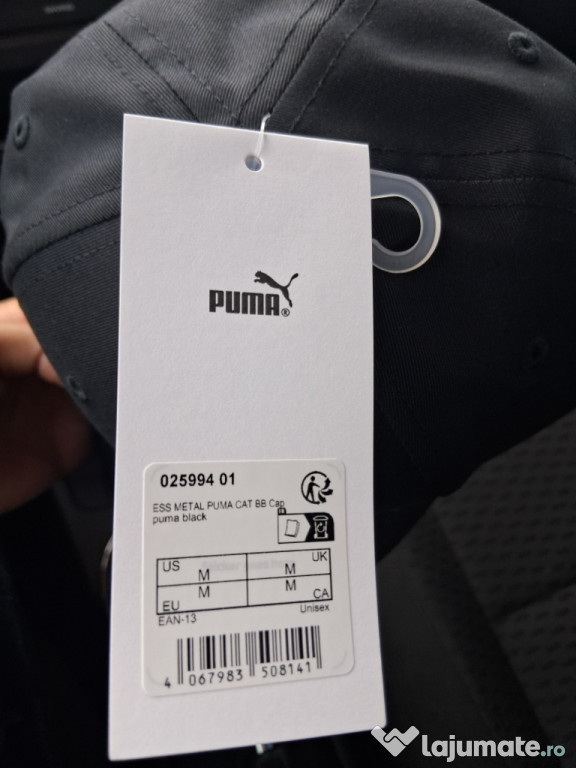 PUMA®
025994 01
ESS METAL PUMA CAT BB Cap
puma black
US M M UK
EU M M CA
EAN-13 Unisex
4 067983 508141
lajumate.ro